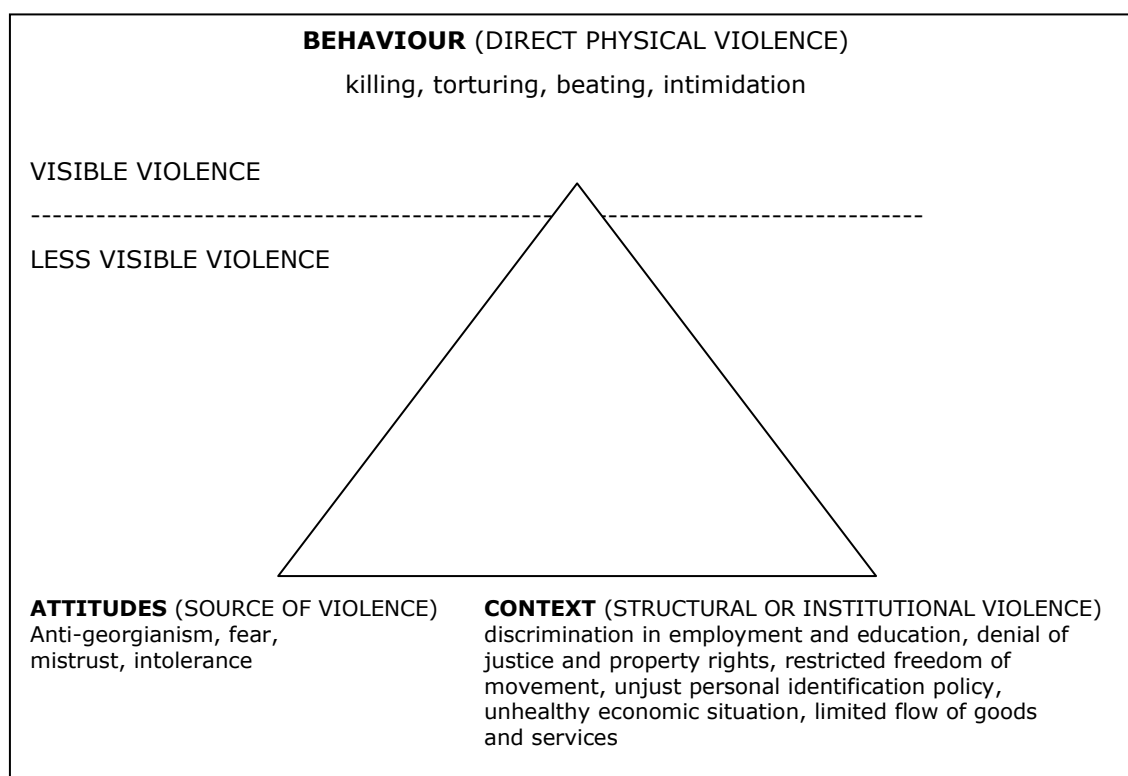 BEHAVIOUR (DIRECT PHYSICAL VIOLENCE)
killing, torturing, beating, intimidation
VISIBLE VIOLENCE
LESS VISIBLE VIOLENCE
ATTITUDES (SOURCE OF VIOLENCE)
Anti-georgianism, fear,
mistrust, intolerance
CONTEXT (STRUCTURAL OR INSTITUTIONAL VIOLENCE)
discrimination in employment and education, denial of
justice and property rights, restricted freedom of
movement, unjust personal identification policy,
unhealthy economic situation, limited flow of goods
and services